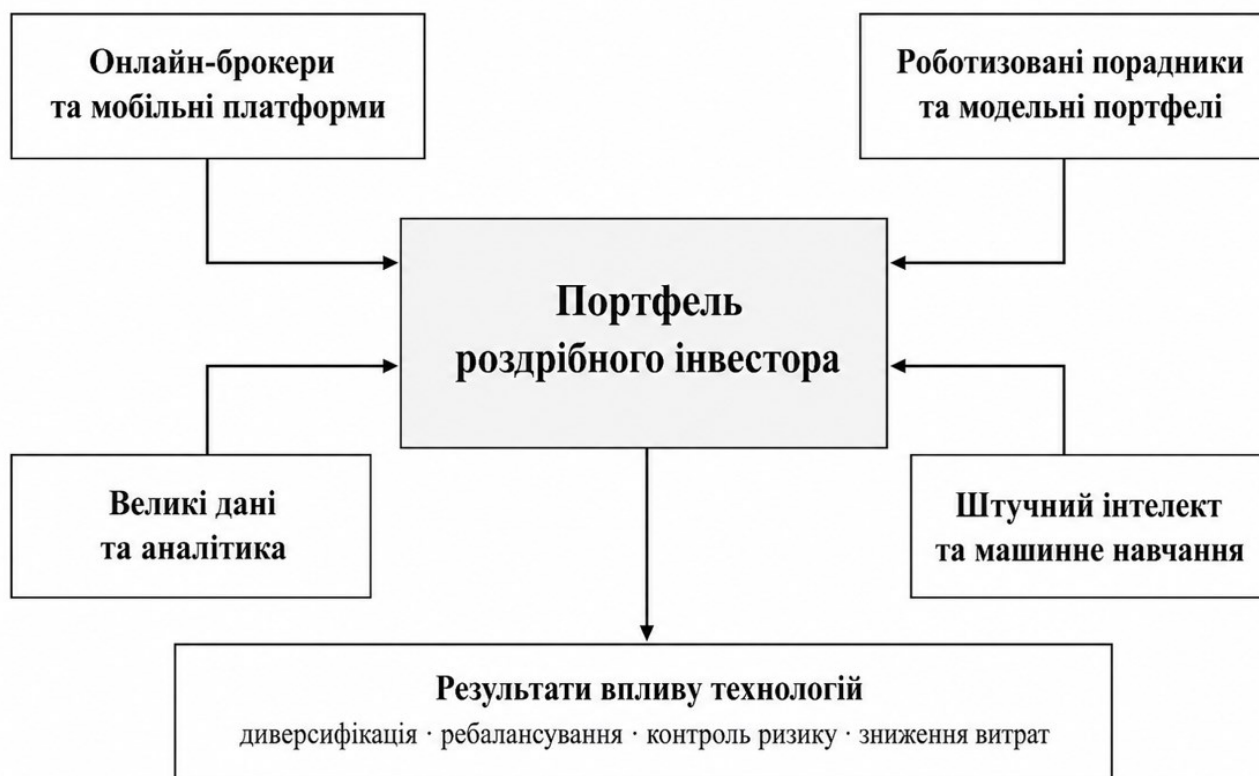 Онлайн-брокери
та мобільні платформи
Роботизовані порадники
та модельні портфелі
Портфель
роздрібного інвестора
Великі дані
та аналітика
Штучний інтелект
та машинне навчання
Результати впливу технологій
диверсифікація · ребалансування · контроль ризику · зниження витрат